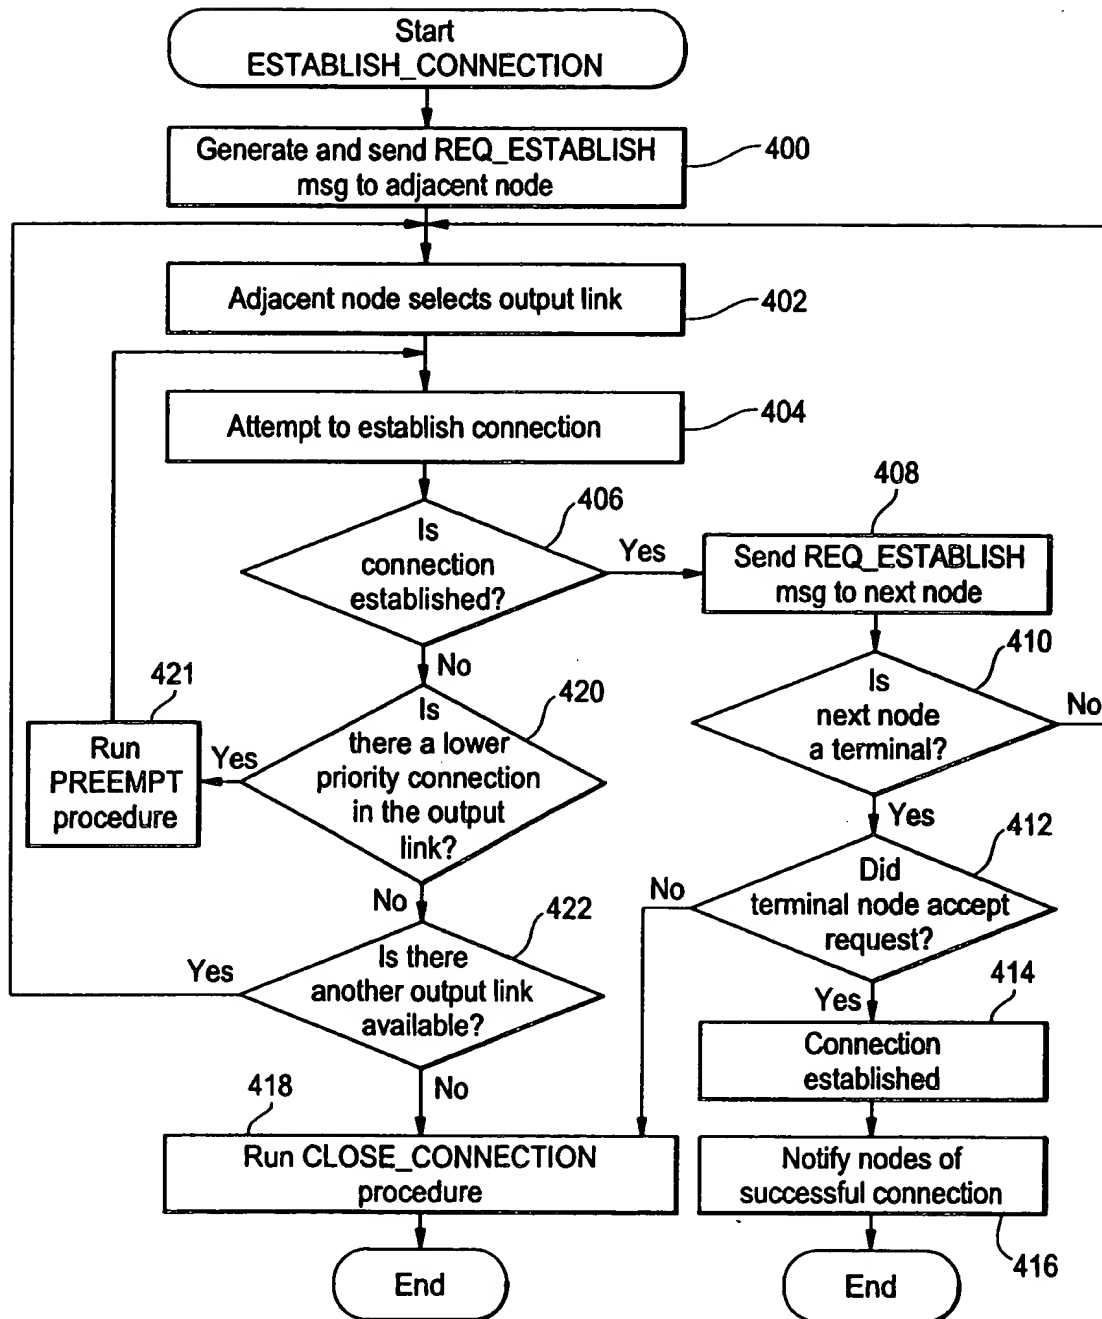 Start
ESTABLISH_CONNECTION
Generate and send REQ_ESTABLISH
msg to adjacent node
400
Adjacent node selects output link
402
Attempt to establish connection
404
Is
connection
established?
406
Yes
No
Send REQ_ESTABLISH
msg to next node
408
Is
next node
a terminal?
410
No
Yes
Is
there a lower
priority connection
in the output
link?
420
Yes
No
Run
PREEMPT
procedure
421
Did
terminal node accept
request?
412
No
Yes
Is there
another output link
available?
422
Yes
No
Connection
established
414
Run CLOSE_CONNECTION
procedure
418
Notify nodes of
successful connection
416
End
End